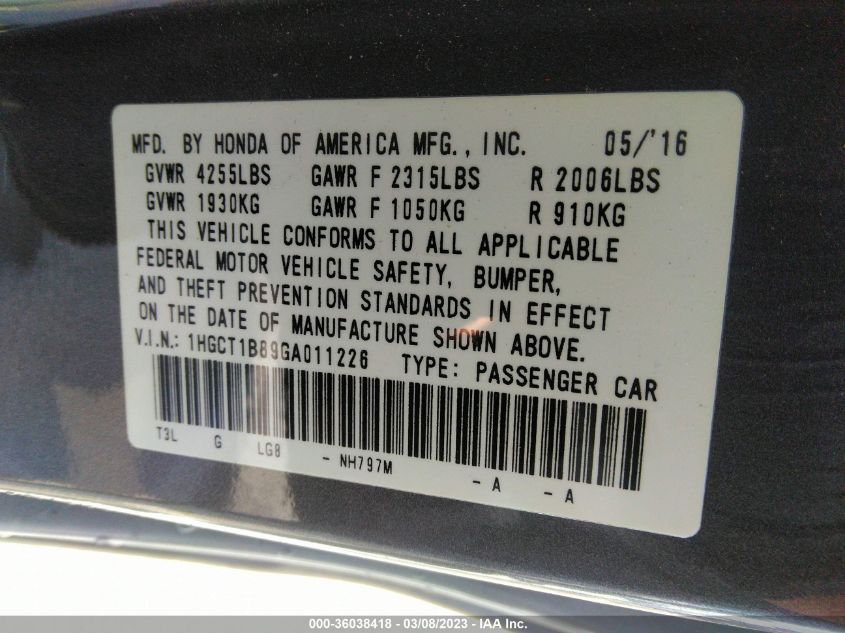 MFD. BY HONDA OF AMERICA MFG., INC. 05/'16
GVWR 4255LBS GAWR F 2315LBS R 2006LBS
GVWR 1930KG GAWR F 1050KG R 910KG
THIS VEHICLE CONFORMS TO ALL APPLICABLE
FEDERAL MOTOR VEHICLE SAFETY, BUMPER,
AND THEFT PREVENTION STANDARDS IN EFFECT
ON THE DATE OF MANUFACTURE SHOWN ABOVE.
V.I.N.: 1HGCT1B89GA011226 TYPE: PASSENGER CAR
T3L G LG8 - NH797M - A - A
000-36038418 - 03/08/2023 - IAA Inc.